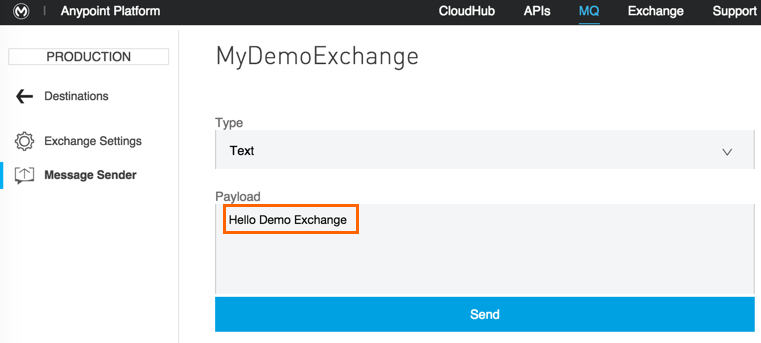 Anypoint Platform
CloudHub
APIs
MQ
Exchange
Support
PRODUCTION
Destinations
Exchange Settings
Message Sender
MyDemoExchange
Type
Text
Payload
Hello Demo Exchange
Send